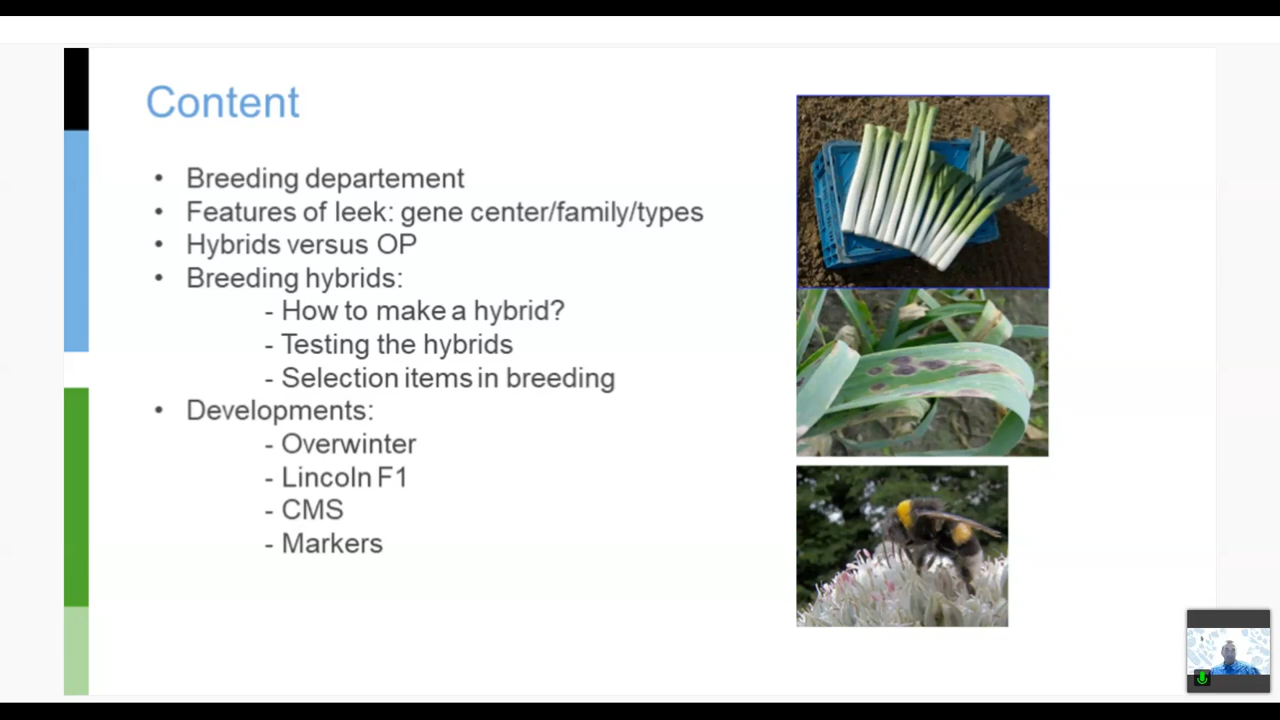 Content
• Breeding departement
• Features of leek: gene center/family/types
• Hybrids versus OP
• Breeding hybrids:
- How to make a hybrid?
- Testing the hybrids
- Selection items in breeding
• Developments:
- Overwinter
- Lincoln F1
- CMS
- Markers